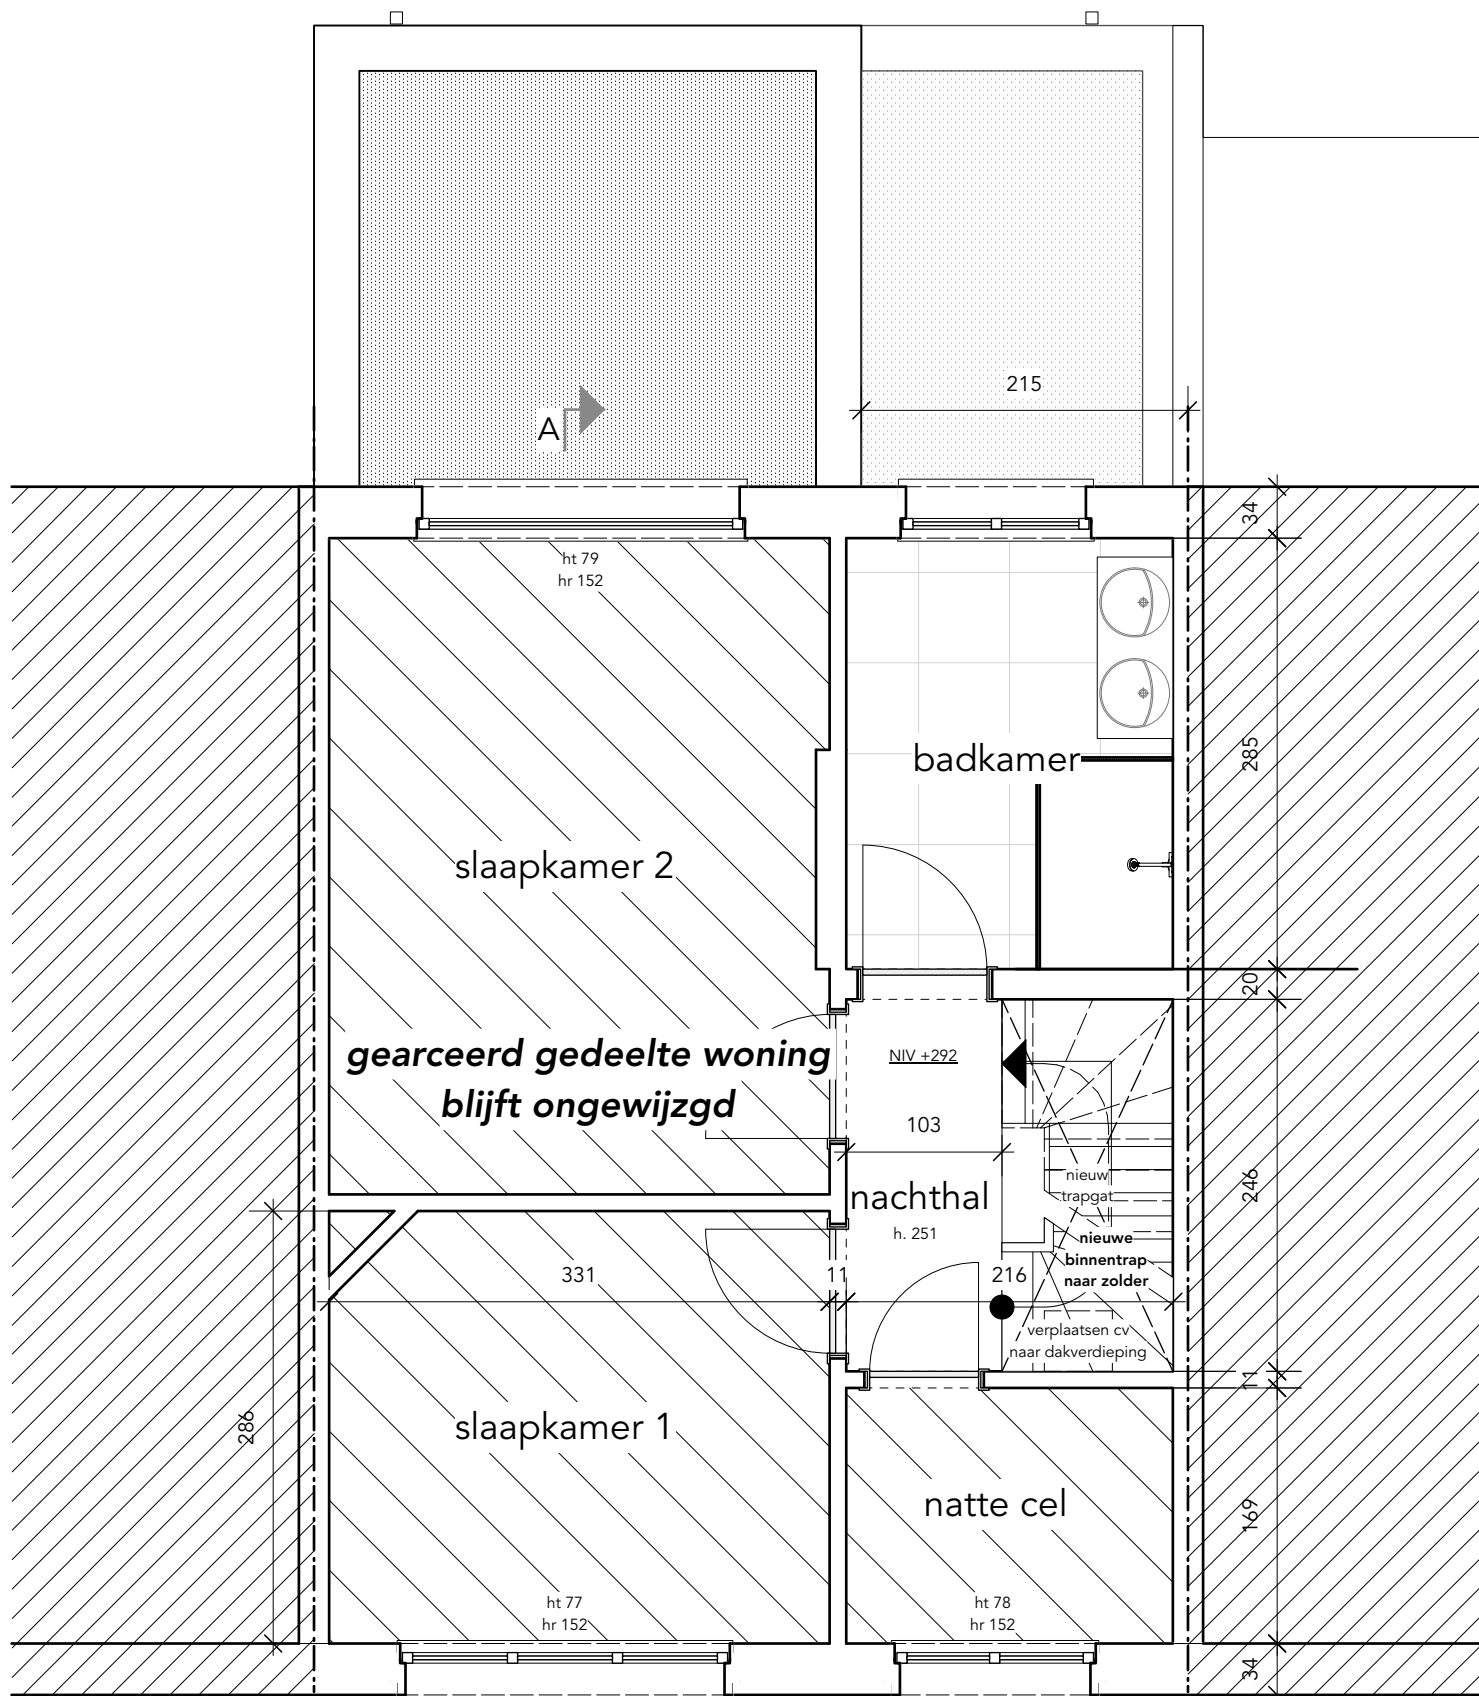 215
A
34
ht 79
hr 152
285
badkamer
slaapkamer 2
20
gearceerd gedeelte woning
blijft ongewijzgd
NIV +292
103
nachthal
h. 251
nieuw
trapgat
246
nieuwe
binnentrap
naar zolder
331
11
216
verplaatsen cv
naar dakverdieping
11
286
slaapkamer 1
natte cel
169
ht 77
hr 152
ht 78
hr 152
34